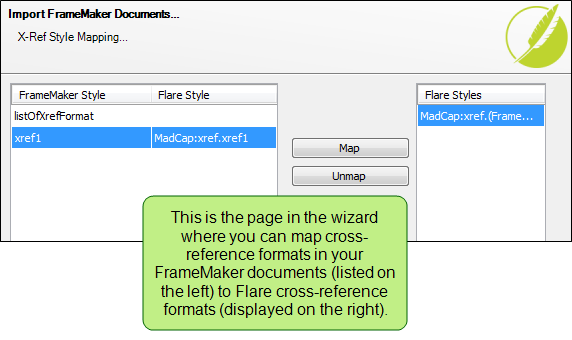 Import FrameMaker Documents...
X-Ref Style Mapping...
FrameMaker Style Flare Style Flare Styles
listOfXrefFormat MadCap:xref.(Frame...
xref1 MadCap:xref.xref1
Map
Unmap
This is the page in the wizard
where you can map cross-
reference formats in your
FrameMaker documents (listed on
the left) to Flare cross-reference
formats (displayed on the right).